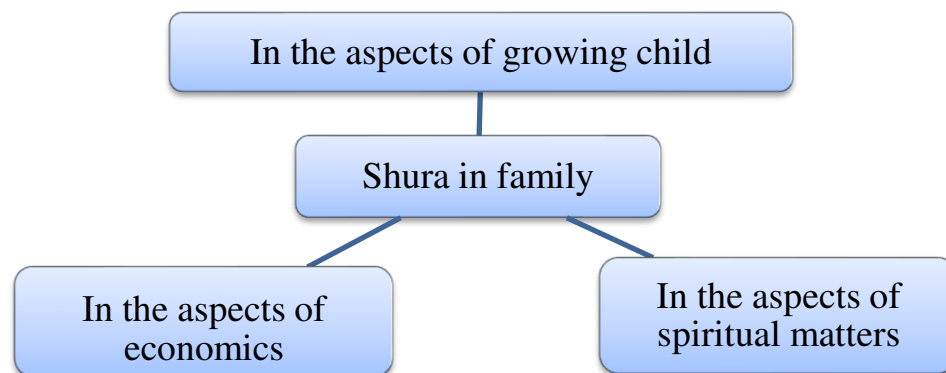 In the aspects of growing child
Shura in family
In the aspects of
economics
In the aspects of
spiritual matters